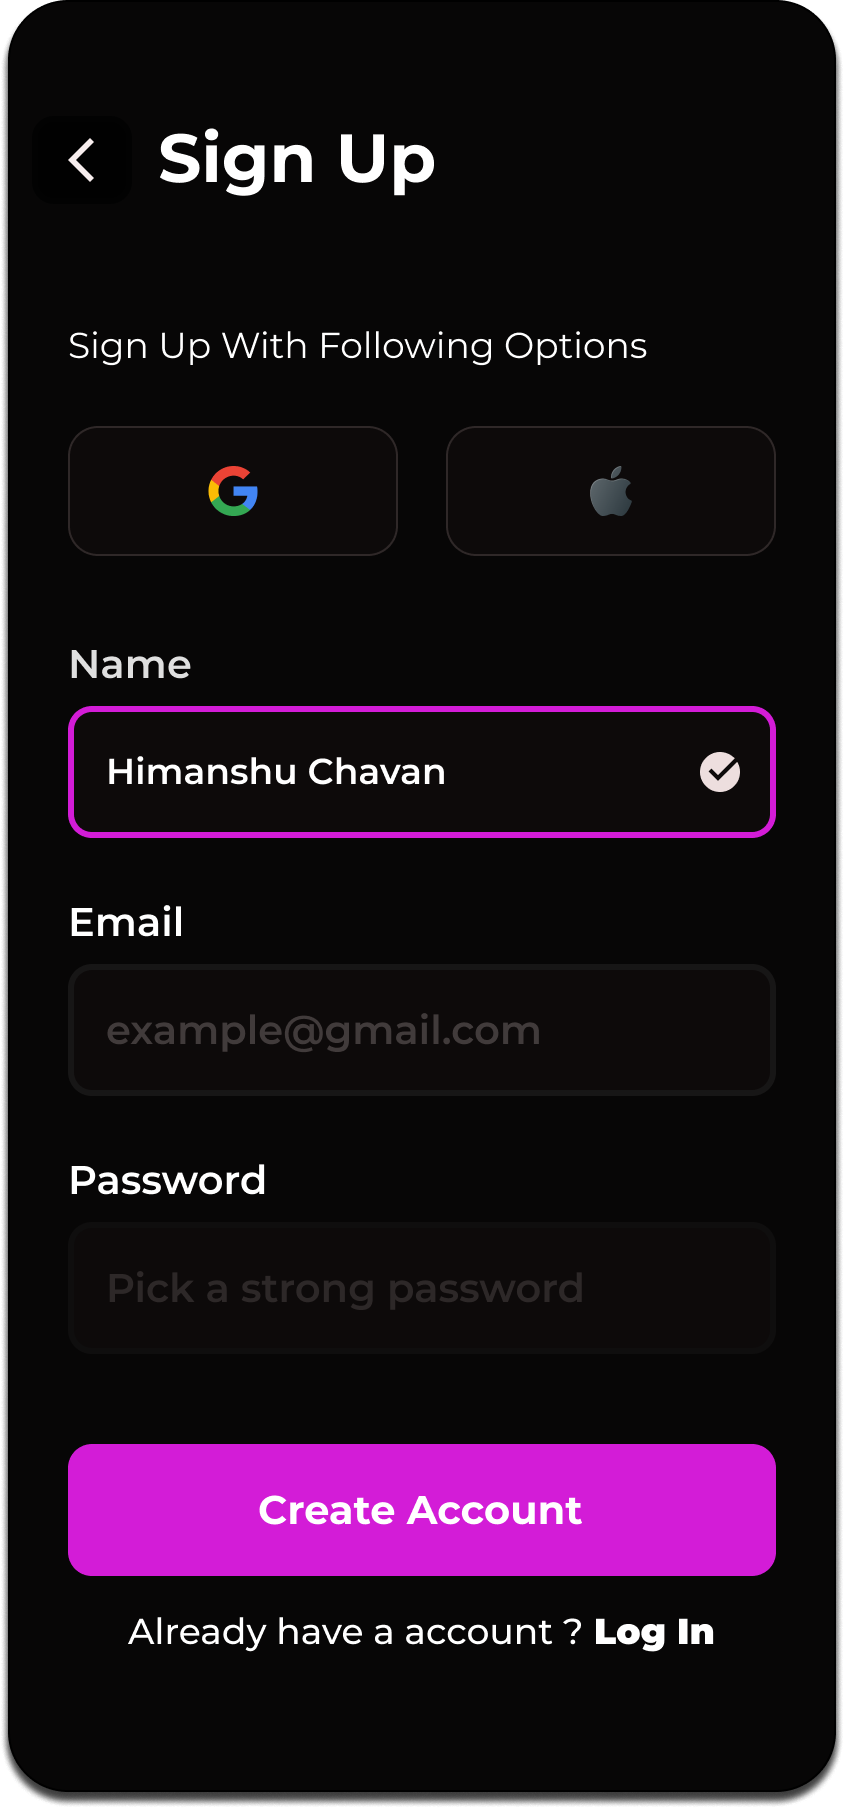 Sign Up
Sign Up With Following Options
Name
Himanshu Chavan
Email
example@gmail.com
Password
Pick a strong password
Create Account
Already have a account ? Log In